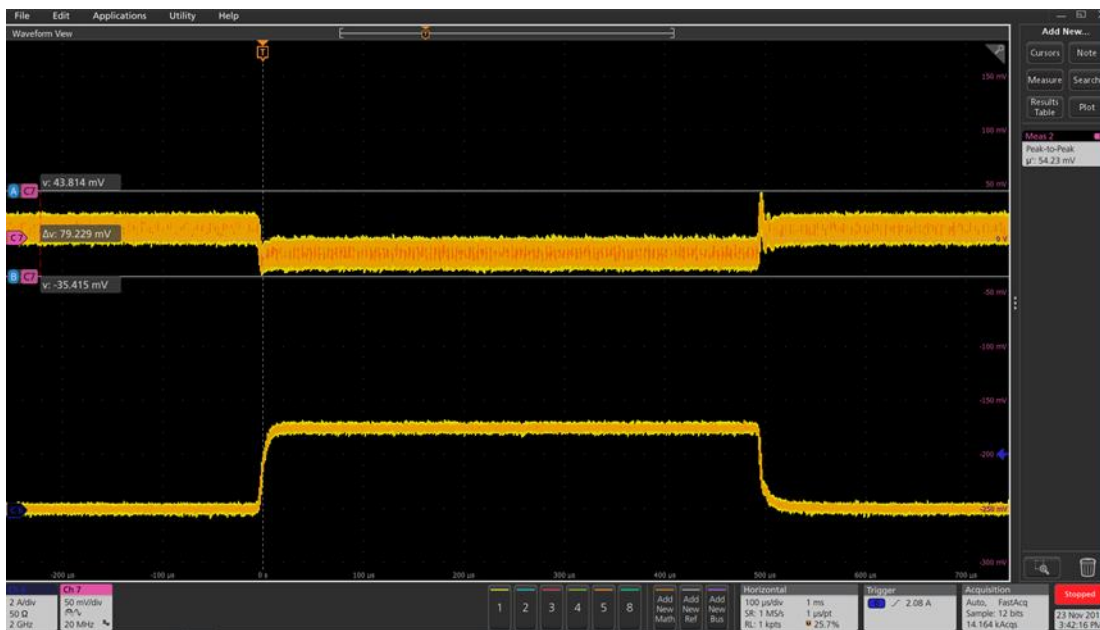 File Edit Applications Utility Help
Waveform View
Add New...
Cursors Note
Measure Search
Results Table Plot
Meas 2
Peak-to-Peak
µ': 54.23 mV
T
150 mV
100 mV
50 mV
A C7 v: 43.814 mV
C7 Δv: 79.229 mV
0 V
B C7 v: -35.415 mV
-50 mV
-100 mV
-150 mV
-200
-250 mV
-300 mV
-200 µs -100 µs 0 s 100 µs 200 µs 300 µs 400 µs 500 µs 600 µs 700 µs
2 A/div
50 Ω
2 GHz
Ch 7
50 mV/div
20 MHz
1 2 3 4 5 8
Add New Math
Add New Ref
Add New Bus
Horizontal
100 µs/div 1 ms
SR: 1 MS/s 1 µs/pt
RL: 1 kpts 25.7%
Trigger
2.08 A
Acquisition
Auto, FastAcq
Sample: 12 bits
14.164 kAcqs
Stopped
23 Nov 201
3:42:16 PM